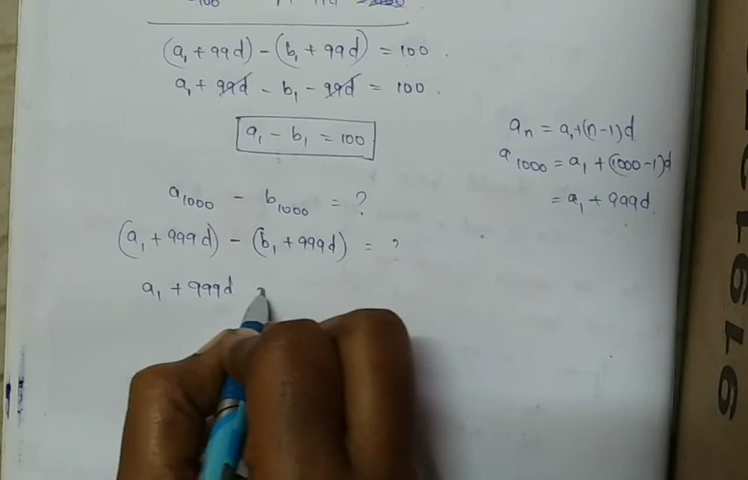 (a₁ + 99d) - (b₁ + 99d) = 100.
a₁ + 99d - b₁ - 99d = 100.
a₁ - b₁ = 100
a₁₀₀₀ - b₁₀₀₀ = ?
(a₁ + 999d) - (b₁ + 999d) = ?
a₁ + 999d
aₙ = a₁+(n-1)d
a₁₀₀₀ = a₁ + (1000-1)d
= a₁ + 999d.